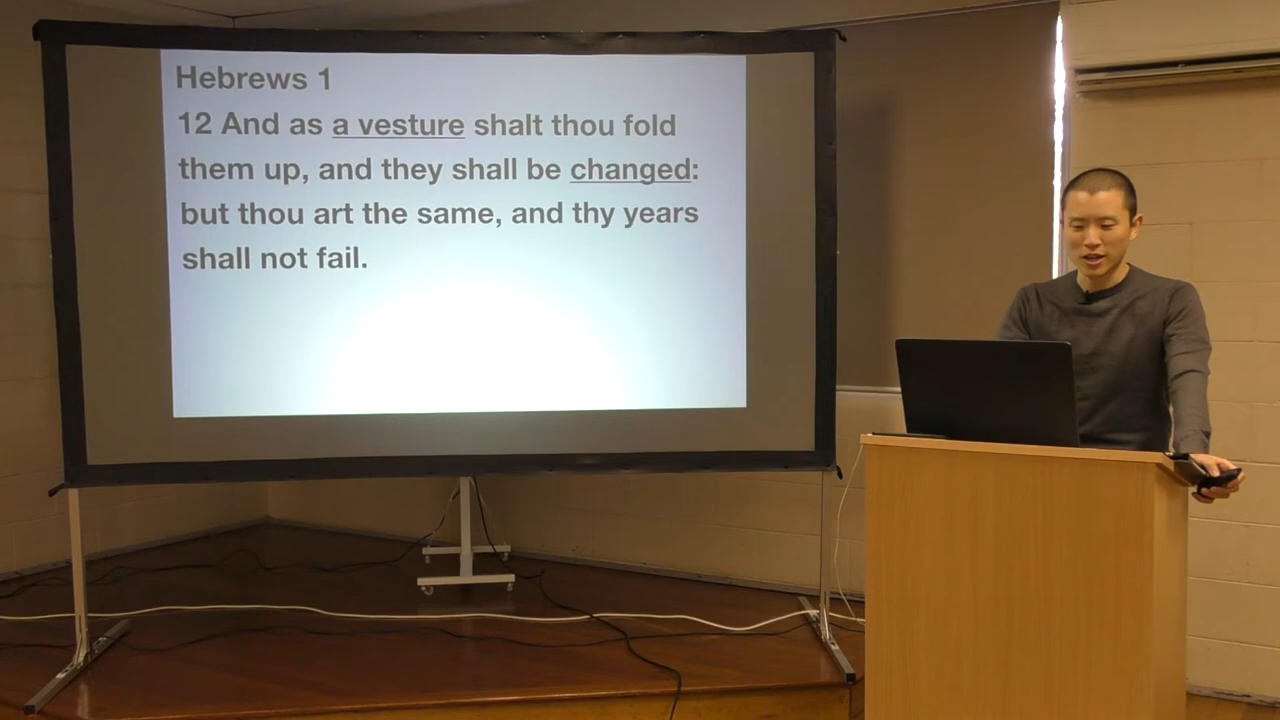 Hebrews 1
12 And as a vesture shalt thou fold
them up, and they shall be changed:
but thou art the same, and thy years
shall not fail.